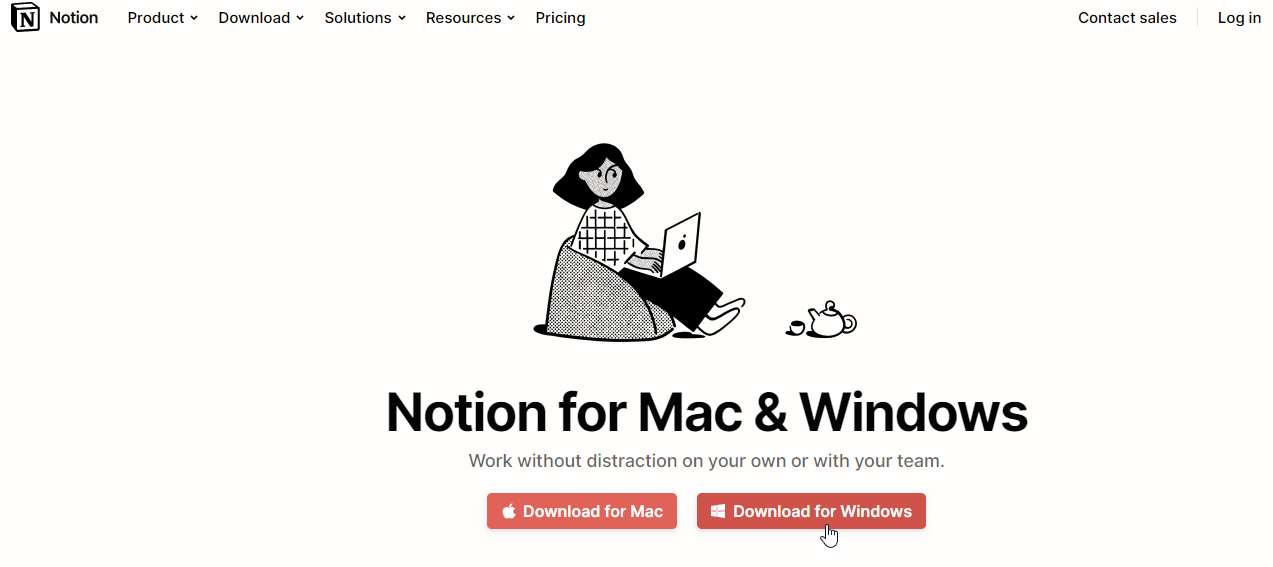 Notion Product Download Solutions Resources Pricing Contact sales Log in
Notion for Mac & Windows
Work without distraction on your own or with your team.
Download for Mac Download for Windows